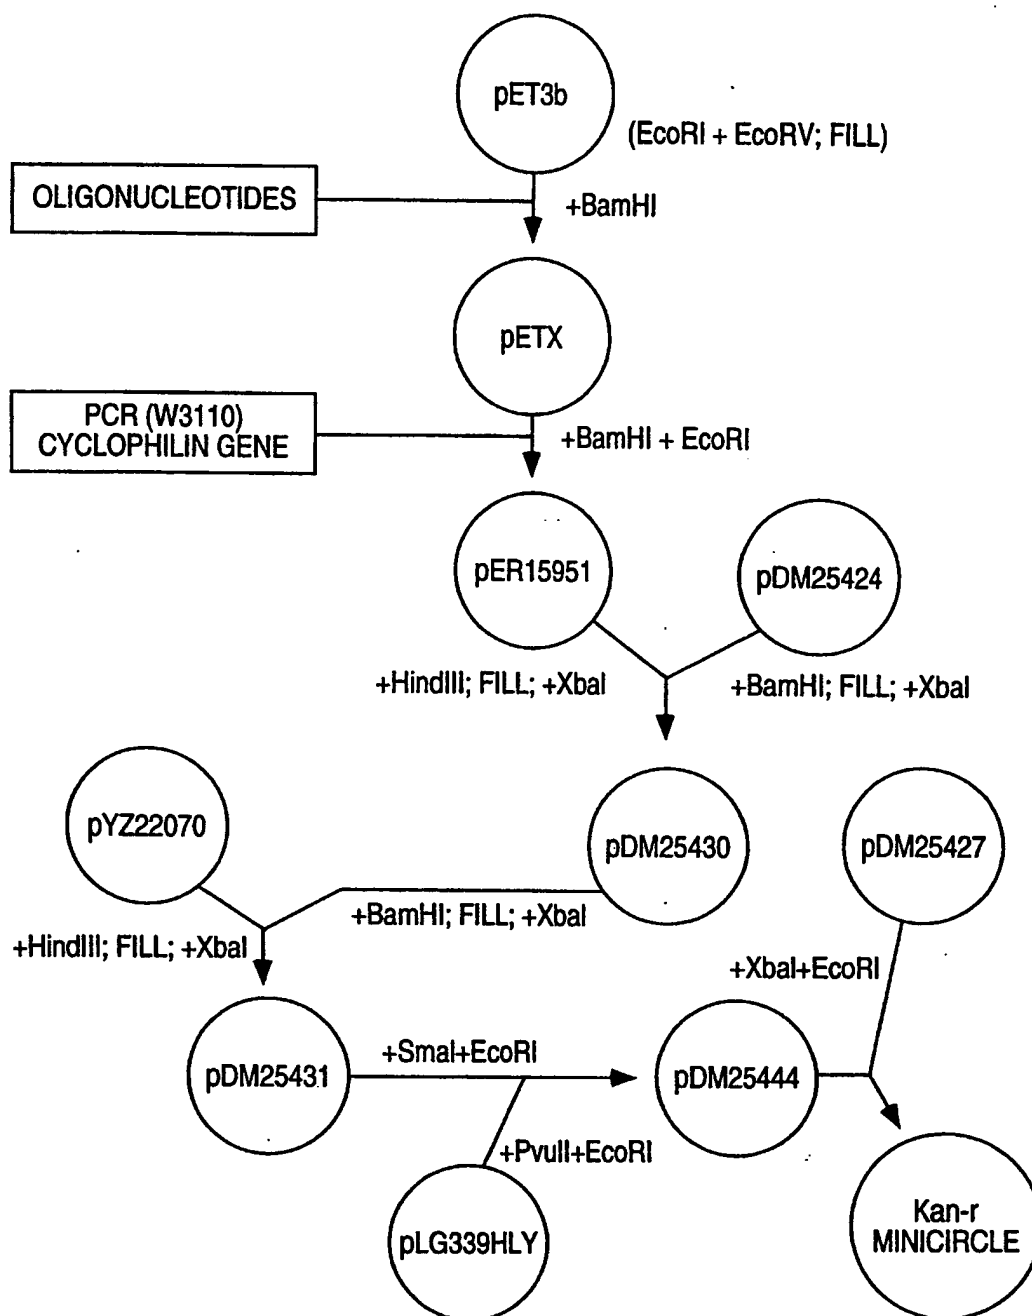 pET3b
(EcoRI + EcoRV; FILL)
OLIGONUCLEOTIDES
+BamHI
pETX
PCR (W3110)
CYCLOPHILIN GENE
+BamHI + EcoRI
pER15951
pDM25424
+HindIII; FILL; +XbaI
+BamHI; FILL; +XbaI
pYZ22070
pDM25430
pDM25427
+BamHI; FILL; +XbaI
+HindIII; FILL; +XbaI
+XbaI+EcoRI
pDM25431
+SmaI+EcoRI
pDM25444
+PvuII+EcoRI
pLG339HLY
Kan-r
MINICIRCLE